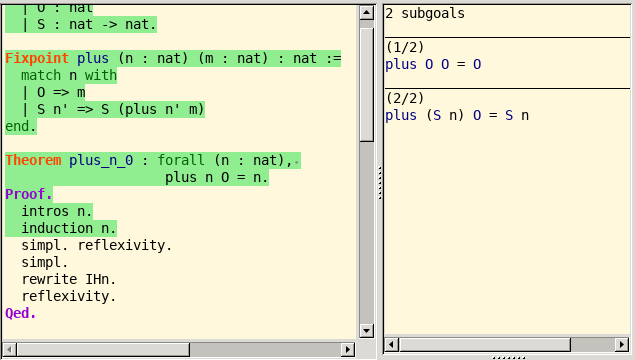 | O : nat
| S : nat -> nat.
Fixpoint plus (n : nat) (m : nat) : nat :=
match n with
| O => m
| S n' => S (plus n' m)
end.
Theorem plus_n_0 : forall (n : nat),
plus n O = n.
Proof.
intros n.
induction n.
simpl. reflexivity.
simpl.
rewrite IHn.
reflexivity.
Qed.
2 subgoals
(1/2)
plus O O = O
(2/2)
plus (S n) O = S n